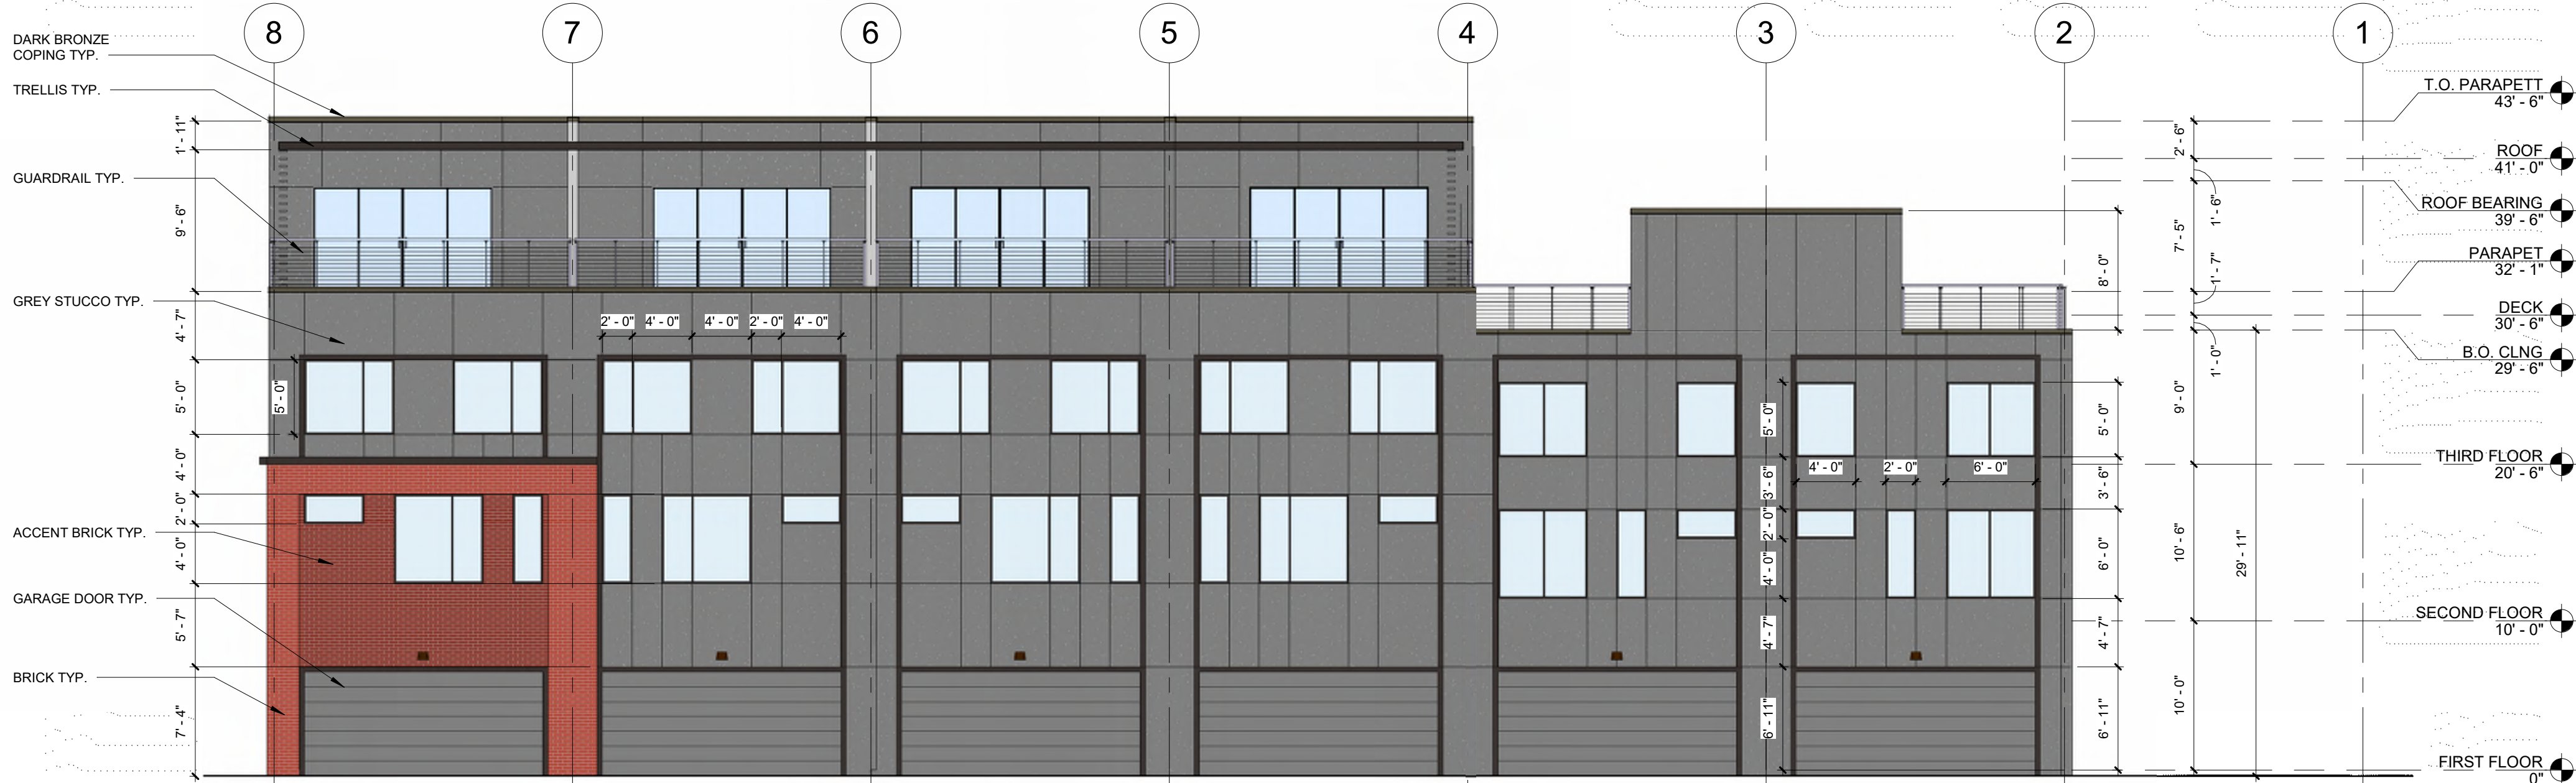 8
7
6
5
4
3
2
1
DARK BRONZE
COPING TYP.
TRELLIS TYP.
GUARDRAIL TYP.
GREY STUCCO TYP.
ACCENT BRICK TYP.
GARAGE DOOR TYP.
BRICK TYP.
1' - 11"
9' - 6"
4' - 7"
5' - 0"
4' - 0"
2' - 0"
4' - 0"
5' - 7"
7' - 4"
5' - 0"
2' - 0"
4' - 0"
4' - 0"
2' - 0"
4' - 0"
5' - 0"
3' - 6"
2' - 0"
4' - 0"
4' - 7"
6' - 11"
4' - 0"
2' - 0"
6' - 0"
8' - 0"
5' - 0"
3' - 6"
6' - 0"
4' - 7"
6' - 11"
2' - 6"
7' - 5"
9' - 0"
10' - 6"
10' - 0"
1' - 6"
1' - 7"
1' - 0"
29' - 11"
T.O. PARAPETT
43' - 6"
ROOF
41' - 0"
ROOF BEARING
39' - 6"
PARAPET
32' - 1"
DECK
30' - 6"
B.O. CLNG
29' - 6"
THIRD FLOOR
20' - 6"
SECOND FLOOR
10' - 0"
FIRST FLOOR
0"